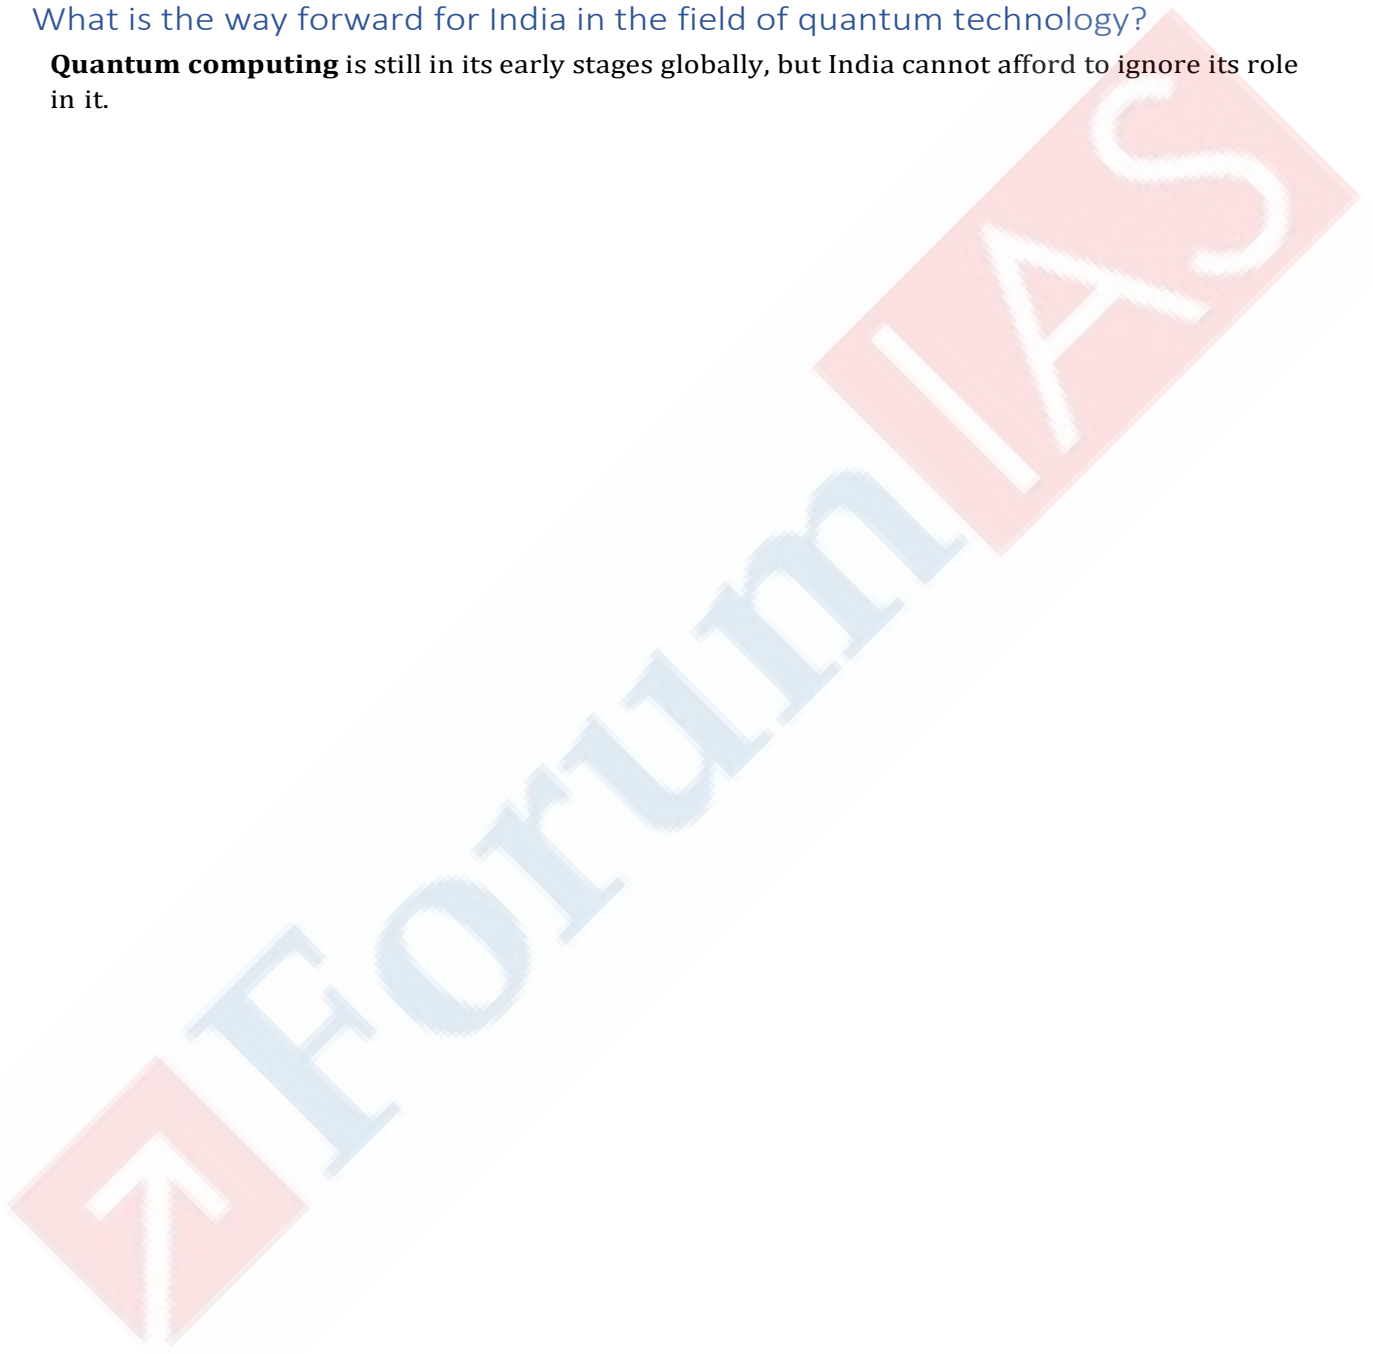 What is the way forward for India in the field of quantum technology?
Quantum computing is still in its early stages globally, but India cannot afford to ignore its role
in it.
ForumIAS